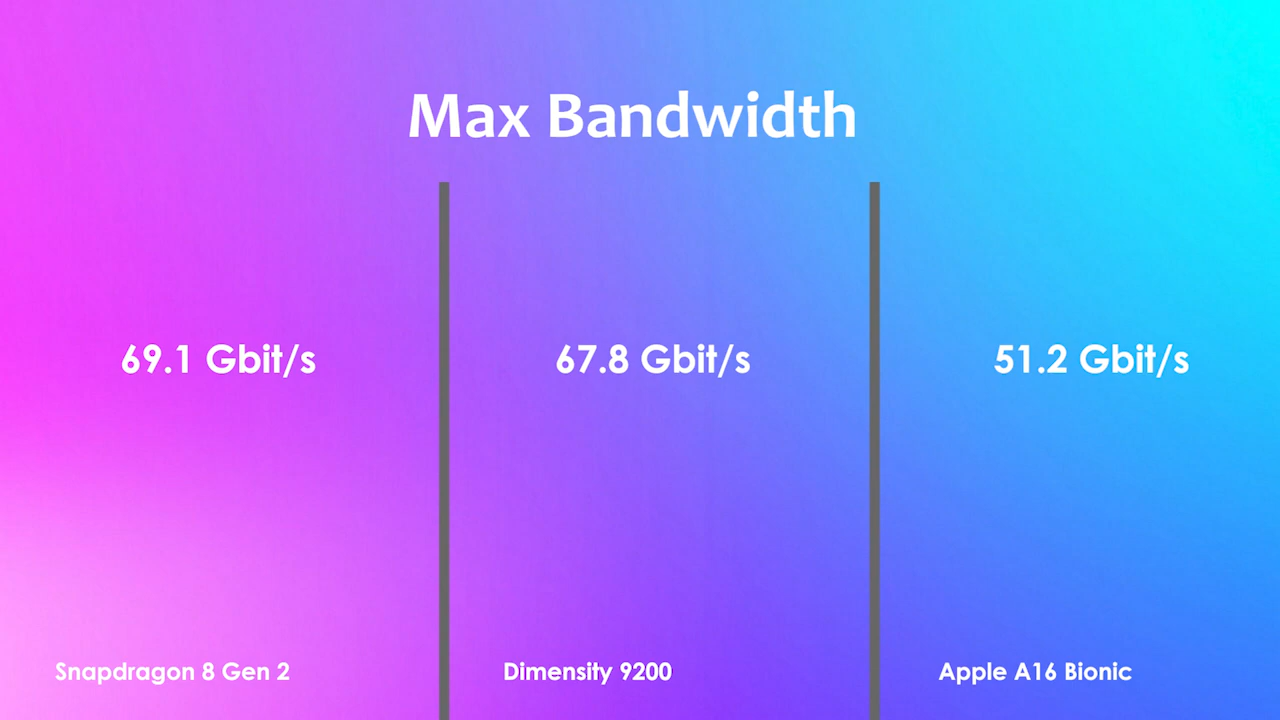 Max Bandwidth
69.1 Gbit/s
67.8 Gbit/s
51.2 Gbit/s
Snapdragon 8 Gen 2
Dimensity 9200
Apple A16 Bionic